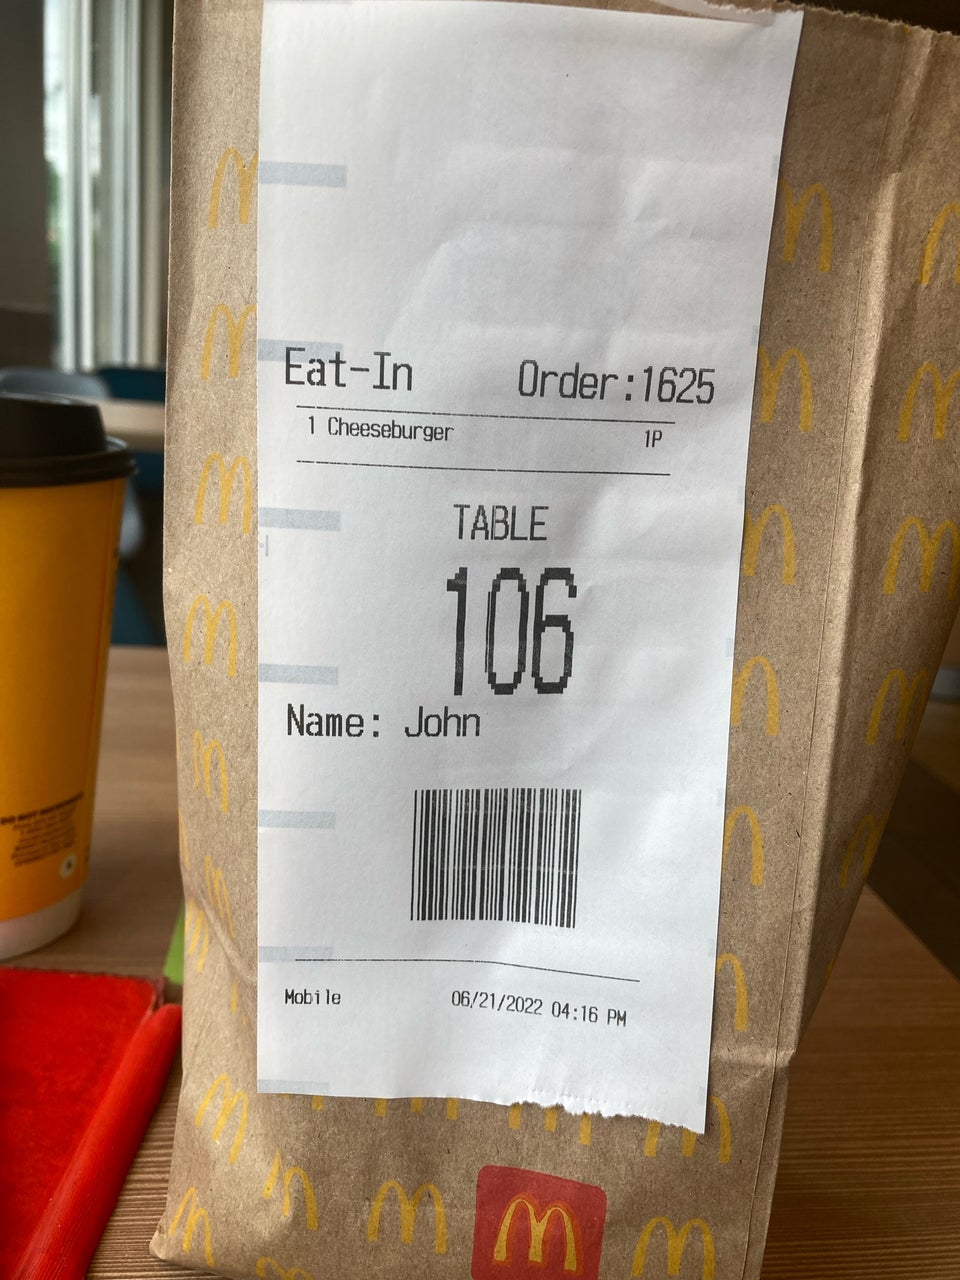 Eat-In Order:1625
1 Cheeseburger 1P
TABLE
106
Name: John
Mobile 06/21/2022 04:16 PM